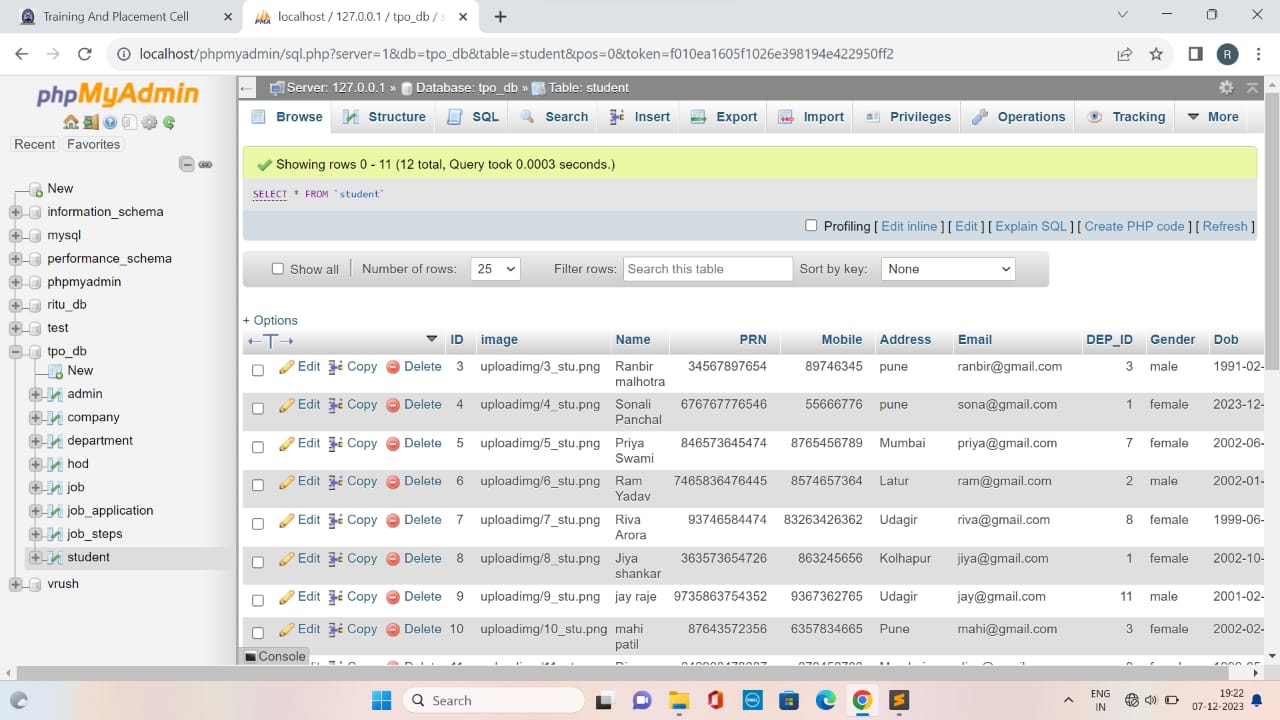 Training And Placement Cell
localhost / 127.0.0.1 / tpo_db / s
localhost/phpmyadmin/sql.php?server=1&db=tpo_db&table=student&pos=0&token=f010ea1605f1026e398194e422950ff2
R
phpMyAdmin
Recent Favorites
New
information_schema
mysql
performance_schema
phpmyadmin
ritu_db
test
tpo_db
New
admin
company
department
hod
job
job_application
job_steps
student
vrush
Server: 127.0.0.1 » Database: tpo_db » Table: student
Browse Structure SQL Search Insert Export Import Privileges Operations Tracking More
Showing rows 0 - 11 (12 total, Query took 0.0003 seconds.)
SELECT * FROM `student`
Profiling [ Edit inline ] [ Edit ] [ Explain SQL ] [ Create PHP code ] [ Refresh ]
Show all Number of rows: 25 Filter rows: Search this table Sort by key: None
+ Options
←T→ ID image Name PRN Mobile Address Email DEP_ID Gender Dob
Edit Copy Delete 3 uploadimg/3_stu.png Ranbir malhotra 34567897654 89746345 pune ranbir@gmail.com 3 male 1991-02-
Edit Copy Delete 4 uploadimg/4_stu.png Sonali Panchal 676767776546 55666776 pune sona@gmail.com 1 female 2023-12-
Edit Copy Delete 5 uploadimg/5_stu.png Priya Swami 846573645474 8765456789 Mumbai priya@gmail.com 7 female 2002-06-
Edit Copy Delete 6 uploadimg/6_stu.png Ram Yadav 7465836476445 8574657364 Latur ram@gmail.com 2 male 2002-01-
Edit Copy Delete 7 uploadimg/7_stu.png Riva Arora 93746584474 83263426362 Udagir riva@gmail.com 8 female 1999-06-
Edit Copy Delete 8 uploadimg/8_stu.png Jiya shankar 363573654726 863245656 Kolhapur jiya@gmail.com 1 female 2002-10-
Edit Copy Delete 9 uploadimg/9_stu.png jay raje 9735863754352 9367362765 Udagir jay@gmail.com 11 male 2001-02-
Edit Copy Delete 10 uploadimg/10_stu.png mahi patil 87643572356 6357834665 Pune mahi@gmail.com 3 female 2002-02-
Console
Search
ENG
IN
19:22
07-12-2023